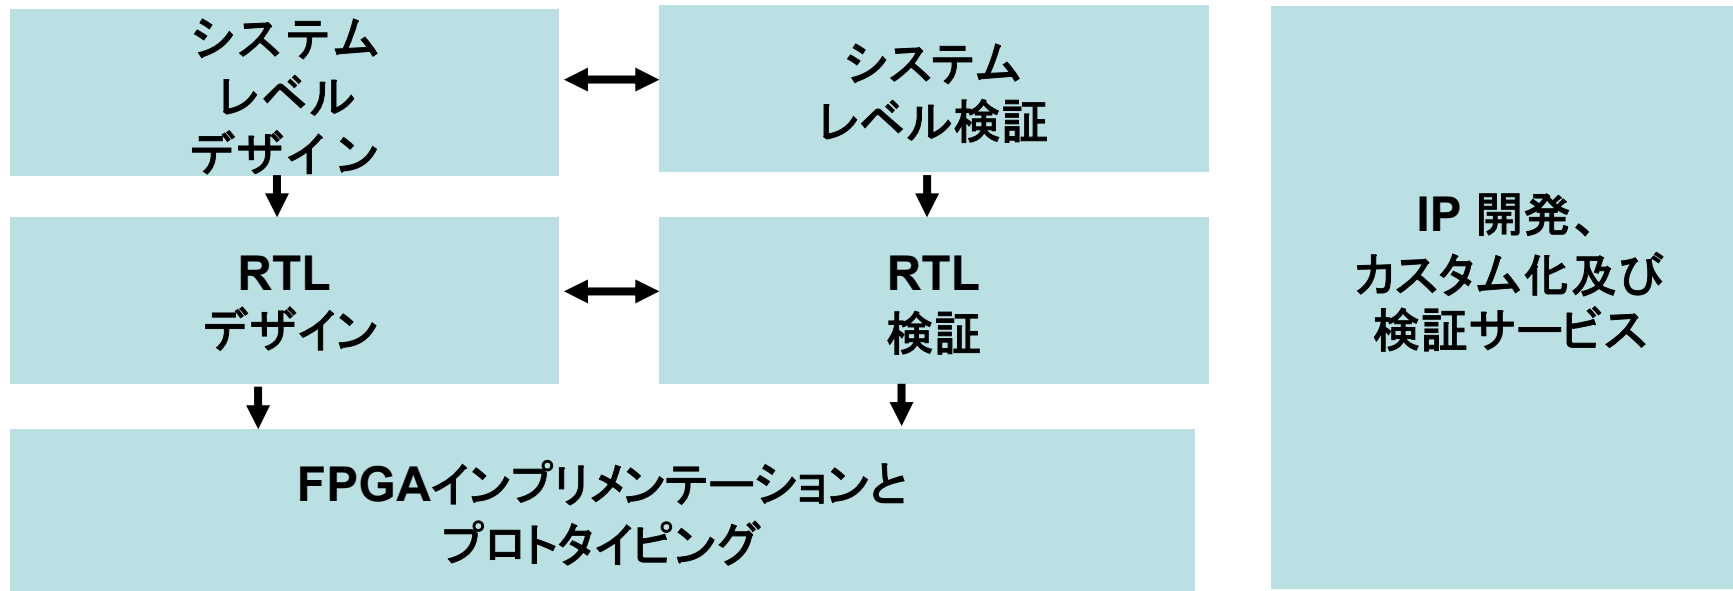 システム
レベル
デザイン
システム
レベル検証
RTL
デザイン
RTL
検証
FPGAインプリメンテーションと
プロトタイピング
IP 開発、
カスタム化及び
検証サービス